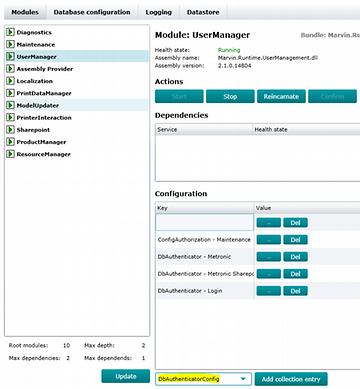 Modules Database configuration Logging Datastore
Diagnostics
Maintenance
UserManager
Assembly Provider
Localization
PrintDataManager
ModelUpdater
PrinterInteraction
Sharepoint
ProductManager
ResourceManager
Root modules: 10 Max depth: 2
Max dependencies: 2 Max dependends: 1
Update
Module: UserManager Bundle: Marvin.Ru
Health state: Running
Assembly name: Marvin.Runtime.UserManagement.dll
Assembly version: 2.1.0.14804
Actions
Start Stop Reincarnate Confirm
Dependencies
Service Health state
Configuration
Key Value
... Del
ConfigAuthorization - Maintenance ... Del
DbAuthenticator - Metronic ... Del
DbAuthenticator - Metronic Sharepo ... Del
DbAuthenticator - Login ... Del
DbAuthenticatorConfig Add collection entry